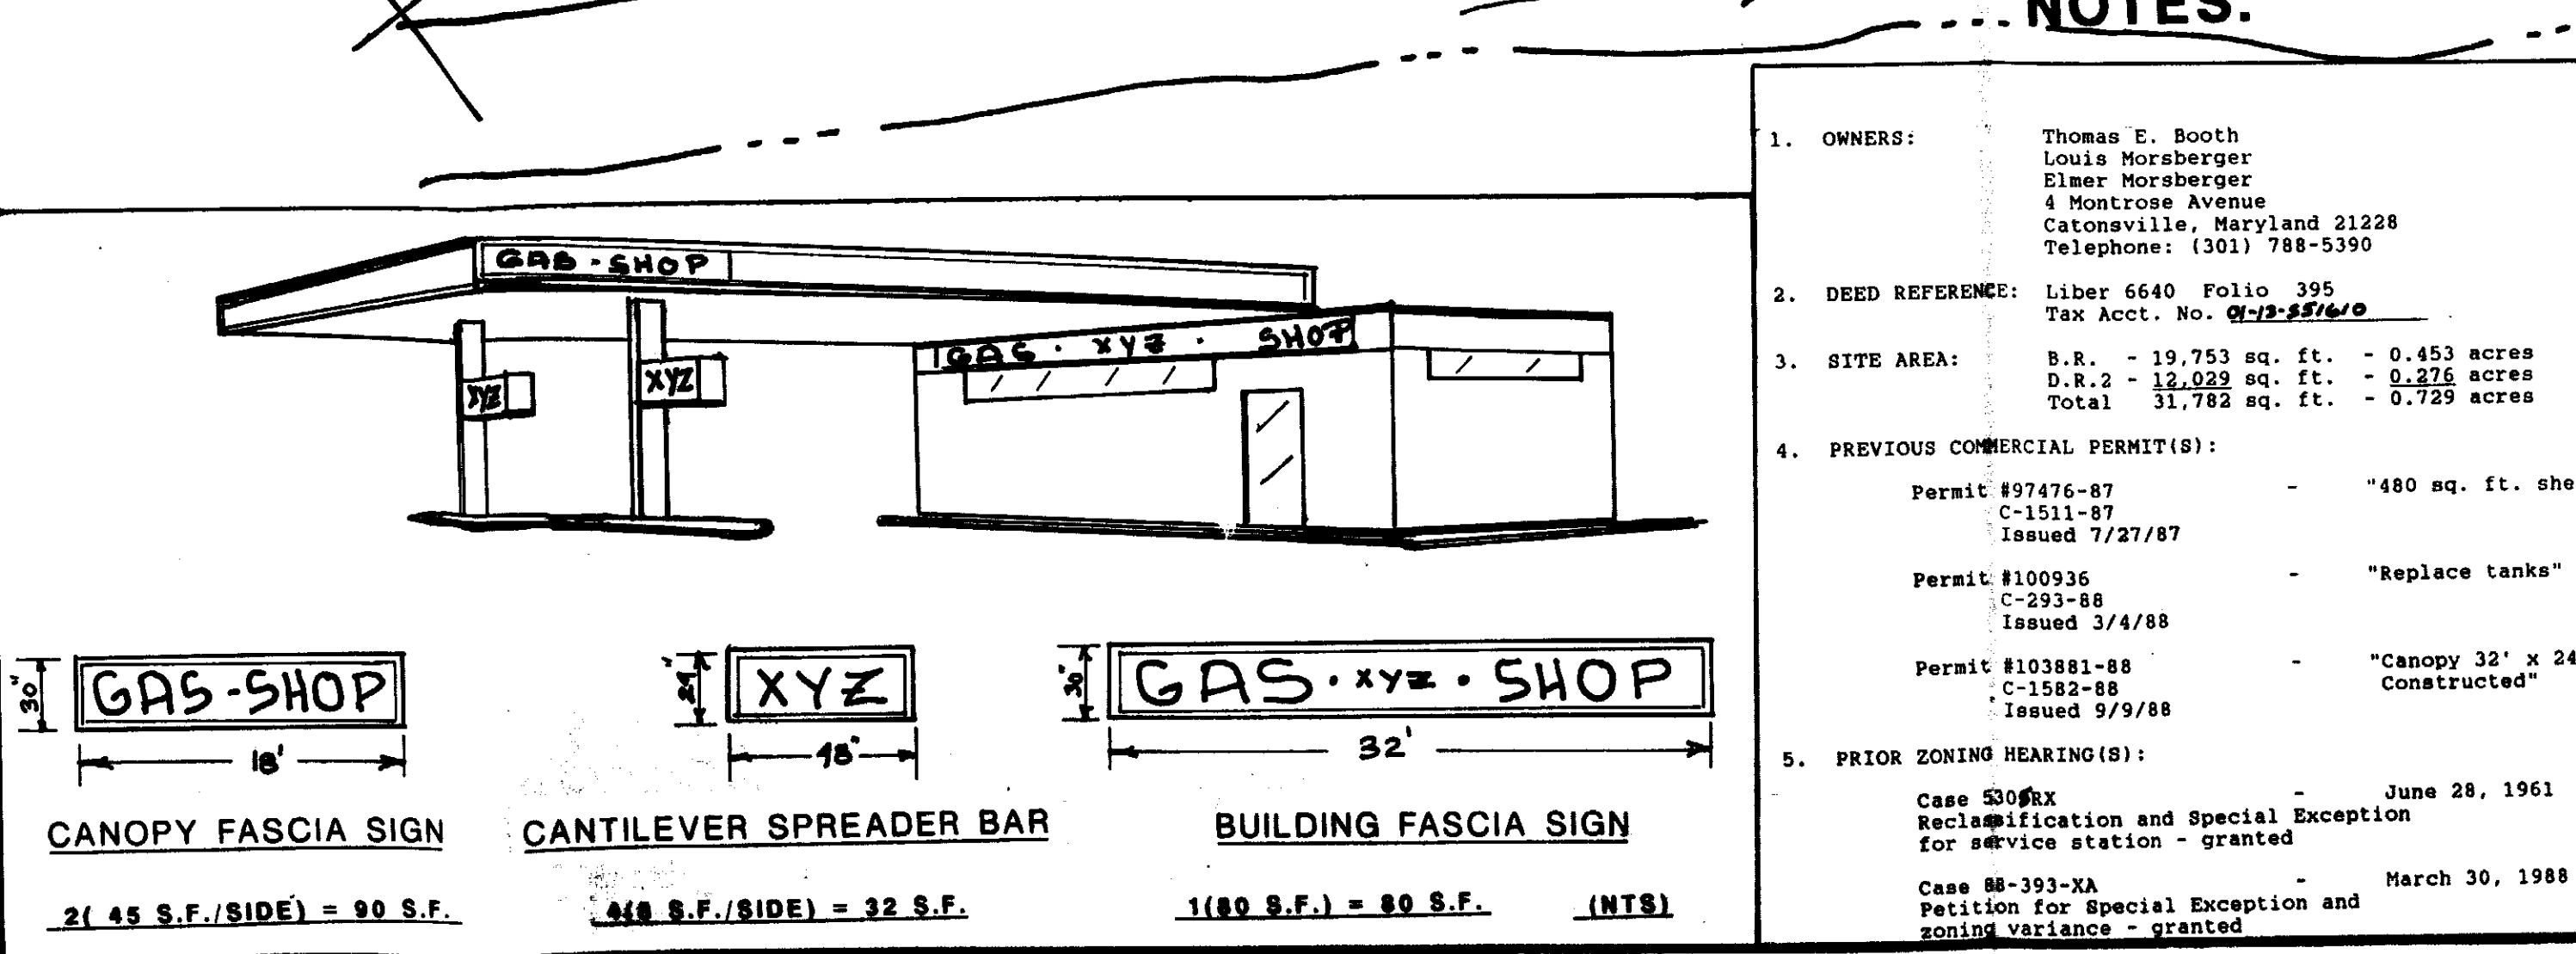 NOTES:
GAS - SHOP
GAS · XYZ · SHOP
XYZ
XYZ
30"
GAS-SHOP
18'
CANOPY FASCIA SIGN
2( 45 S.F./SIDE) = 90 S.F.
24"
XYZ
48"
CANTILEVER SPREADER BAR
4(8 S.F./SIDE) = 32 S.F.
30"
GAS · XYZ · SHOP
32'
BUILDING FASCIA SIGN
1(80 S.F.) = 80 S.F. (NTS)
1. OWNERS: Thomas E. Booth
Louis Morsberger
Elmer Morsberger
4 Montrose Avenue
Catonsville, Maryland 21228
Telephone: (301) 788-5390
2. DEED REFERENCE: Liber 6640 Folio 395
Tax Acct. No. 01-13-551610
3. SITE AREA: B.R. - 19,753 sq. ft. - 0.453 acres
D.R.2 - 12,029 sq. ft. - 0.276 acres
Total 31,782 sq. ft. - 0.729 acres
4. PREVIOUS COMMERCIAL PERMIT(S):
Permit #97476-87 - "480 sq. ft. she
C-1511-87
Issued 7/27/87
Permit #100936 - "Replace tanks"
C-293-88
Issued 3/4/88
Permit #103881-88 - "Canopy 32' x 24
C-1582-88 Constructed"
Issued 9/9/88
5. PRIOR ZONING HEARING(S):
Case 5305RX - June 28, 1961
Reclassification and Special Exception
for service station - granted
Case 88-393-XA - March 30, 1988
Petition for Special Exception and
zoning variance - granted